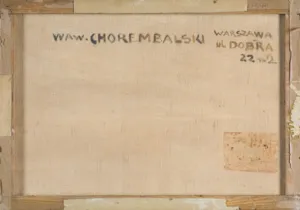 WAW. CHOREMBALSKI
WARSZAWA
ul DOBRA
22 m 2